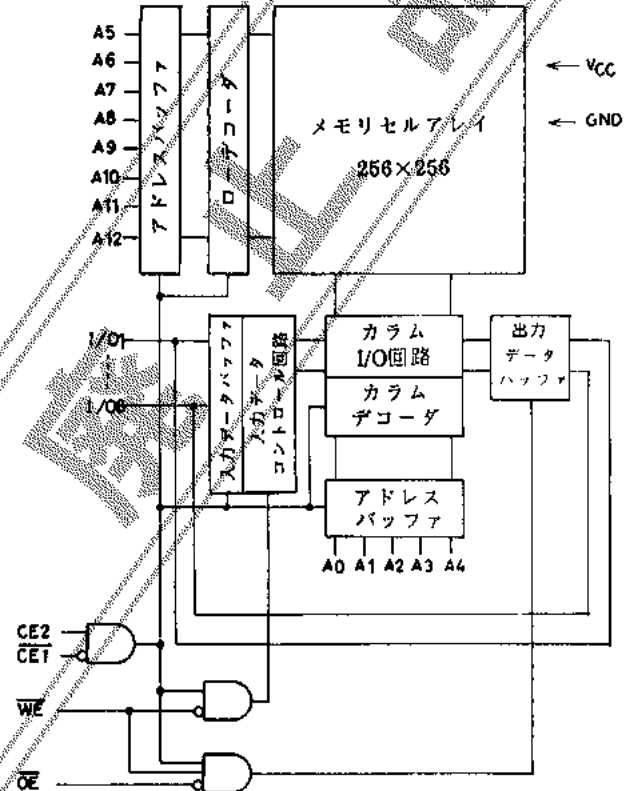 A5
A6
A7
A8
A9
A10
A11
A12
アドレスバッファ
ローデコーダ
メモリセルアレイ
256×256
VCC
GND
I/O1
I/O8
入力データバッファ
入力データ
コントロール回路
カラム
I/O回路
カラム
デコーダ
出力
データ
バッファ
アドレス
バッファ
A0 A1 A2 A3 A4
CE2
CE1
WE
OE